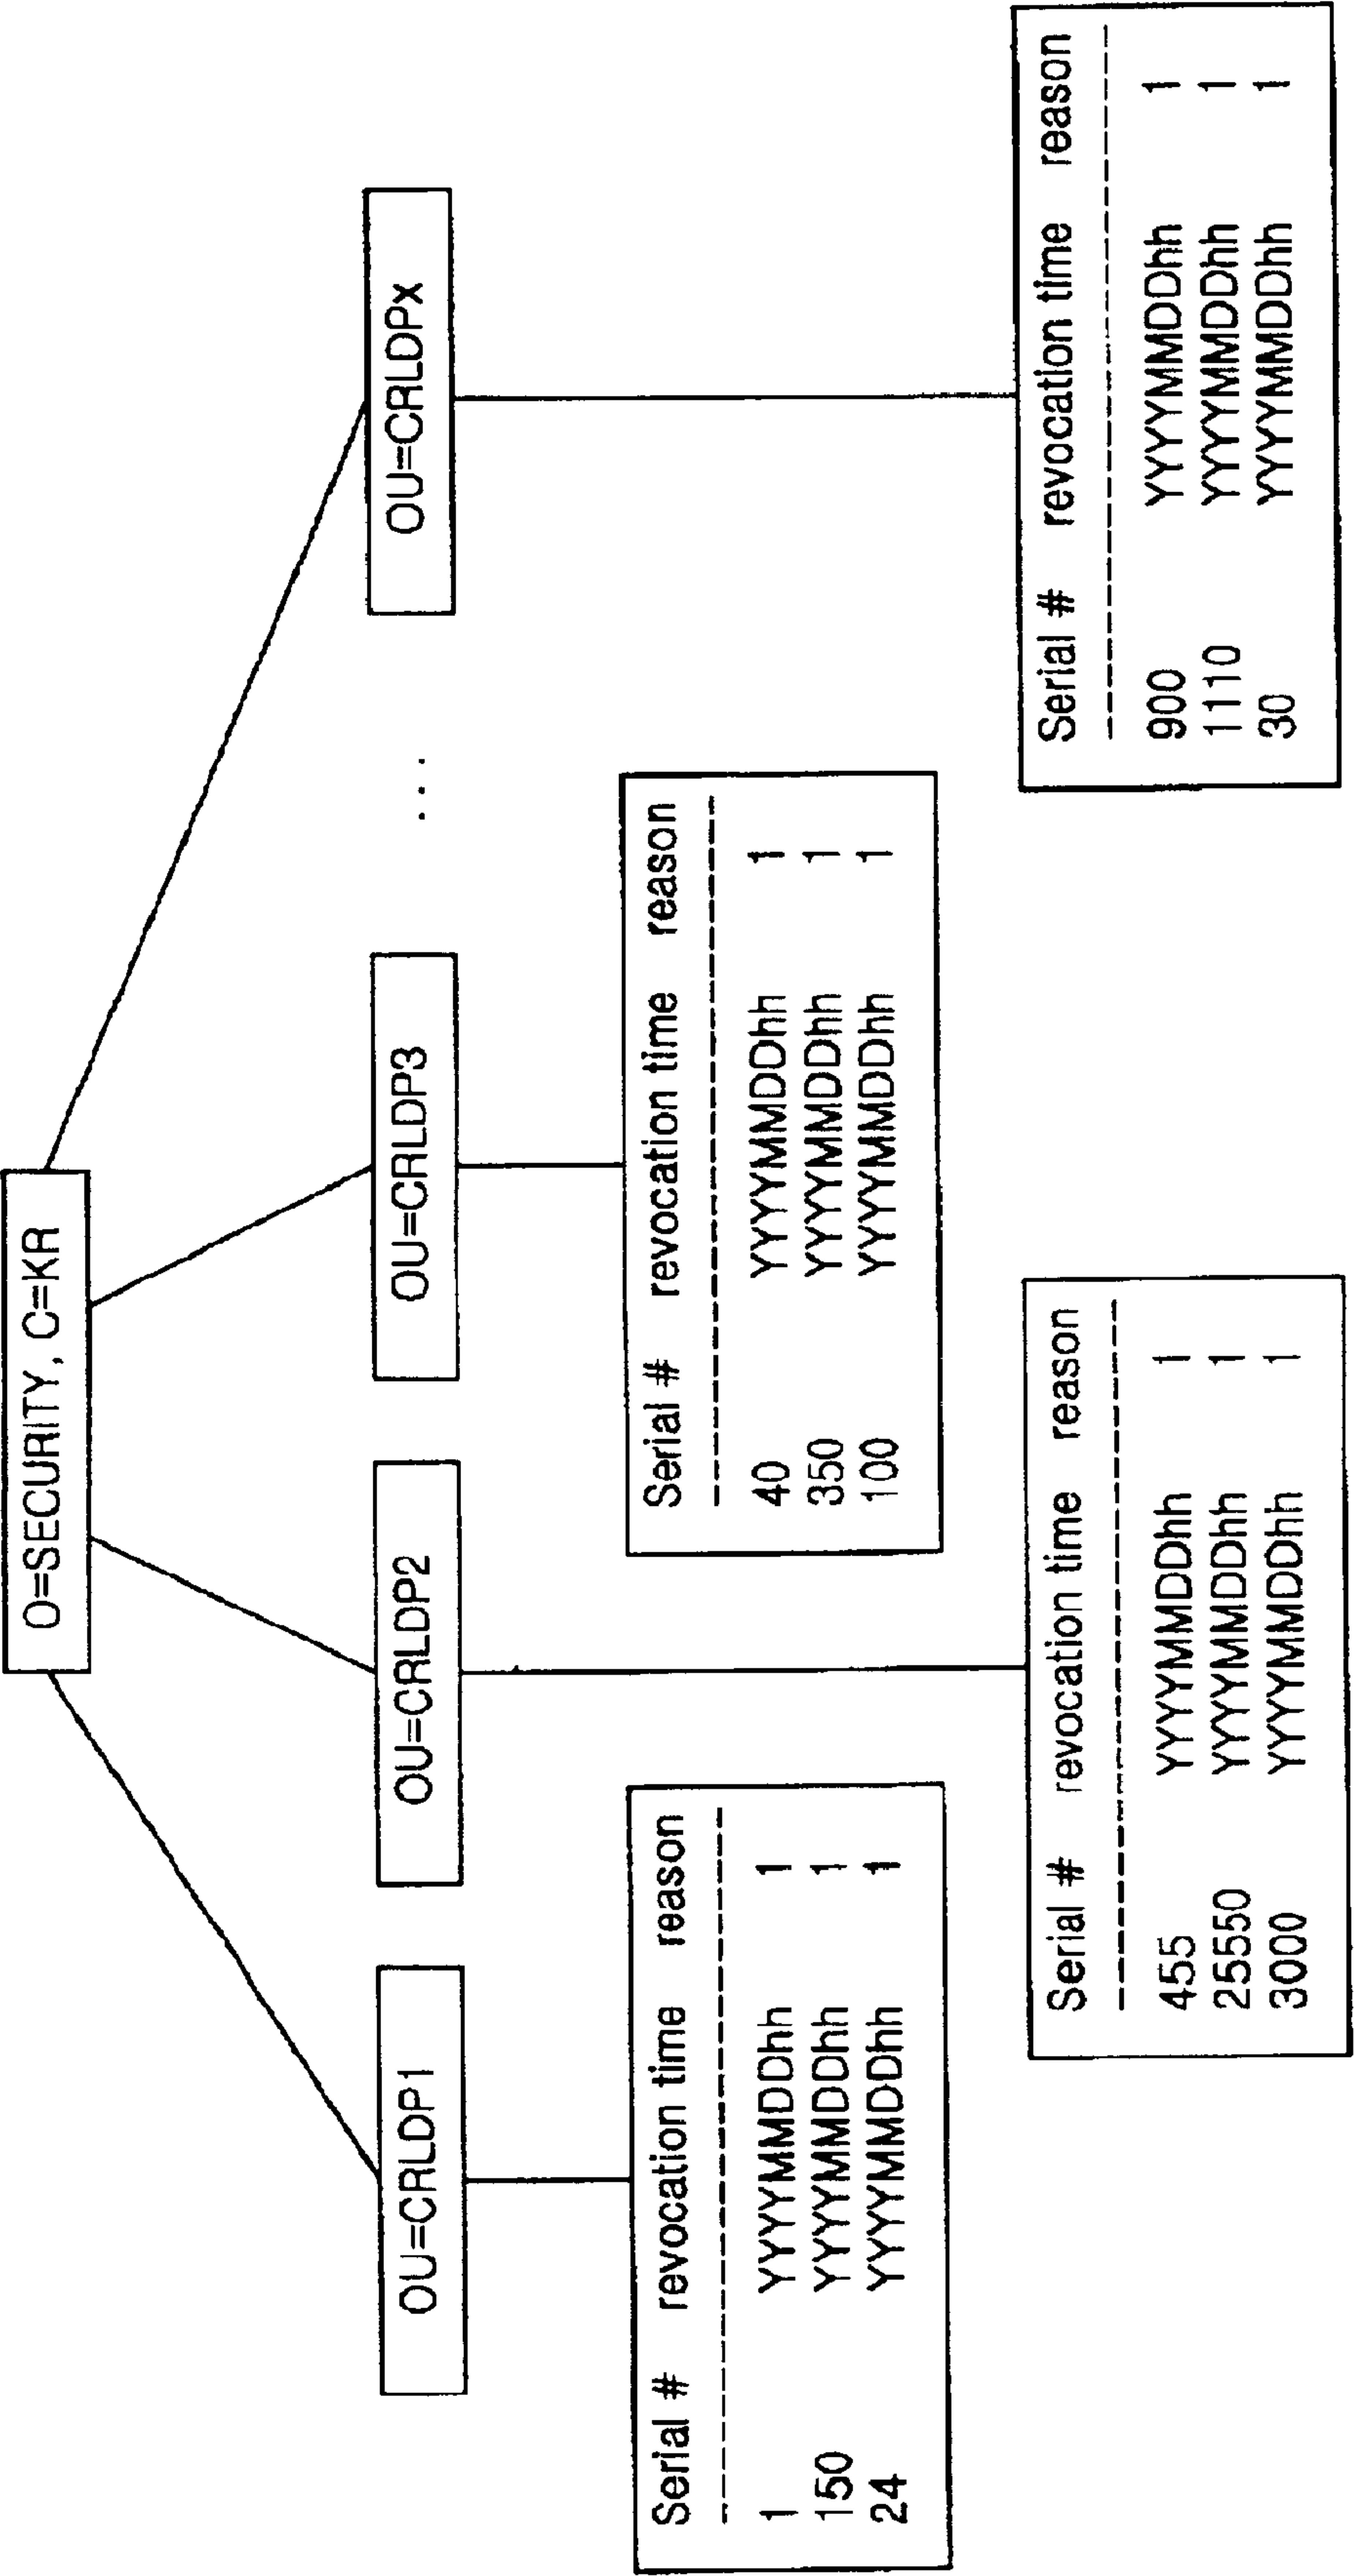 O=SECURITY, C=KR
OU=CRLDP1
OU=CRLDP2
OU=CRLDP3
...
OU=CRLDPx
Serial # revocation time reason
1 YYYYMMDDhh 1
150 YYYYMMDDhh 1
24 YYYYMMDDhh 1
Serial # revocation time reason
455 YYYYMMDDhh 1
25550 YYYYMMDDhh 1
3000 YYYYMMDDhh 1
Serial # revocation time reason
40 YYYYMMDDhh 1
350 YYYYMMDDhh 1
100 YYYYMMDDhh 1
Serial # revocation time reason
900 YYYYMMDDhh 1
1110 YYYYMMDDhh 1
30 YYYYMMDDhh 1